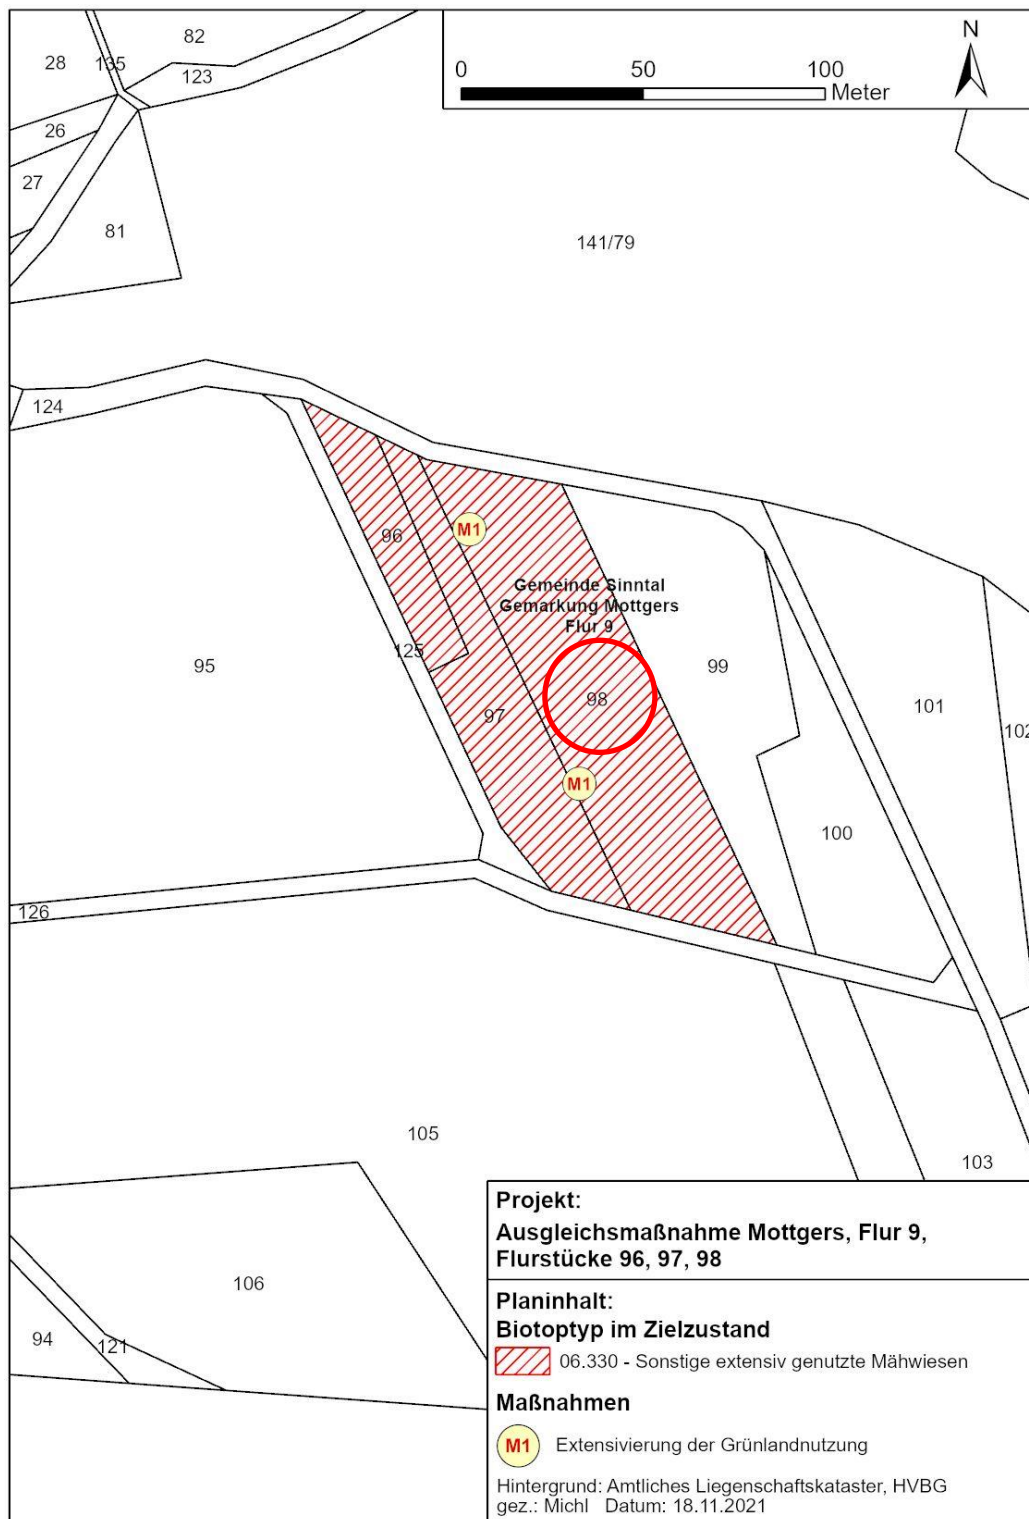 82
28
135
123
26
27
81
N
0 50 100
Meter
141/79
124
96
M1
Gemeinde Sinntal
Gemarkung Mottgers
Flur 9
125
95
99
98
97
101
102
M1
100
126
105
103
106
94
121
Projekt:
Ausgleichsmaßnahme Mottgers, Flur 9,
Flurstücke 96, 97, 98
Planinhalt:
Biotoptyp im Zielzustand
06.330 - Sonstige extensiv genutzte Mähwiesen
Maßnahmen
M1 Extensivierung der Grünlandnutzung
Hintergrund: Amtliches Liegenschaftskataster, HVBG
gez.: Michl Datum: 18.11.2021